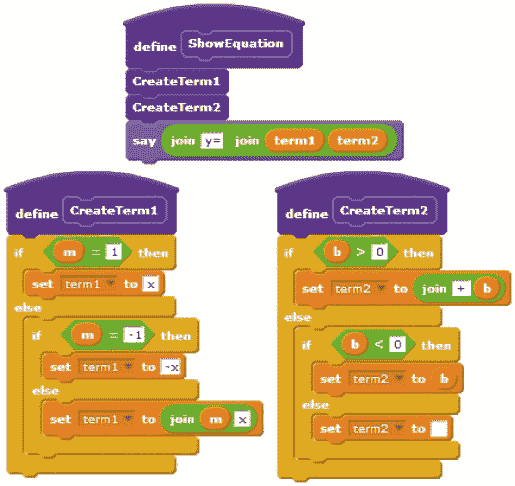 define ShowEquation
CreateTerm1
CreateTerm2
say join y= join term1 term2
define CreateTerm1
if m = 1 then
set term1 to x
else
if m = -1 then
set term1 to -x
else
set term1 to join m x
define CreateTerm2
if b > 0 then
set term2 to join + b
else
if b < 0 then
set term2 to b
else
set term2 to